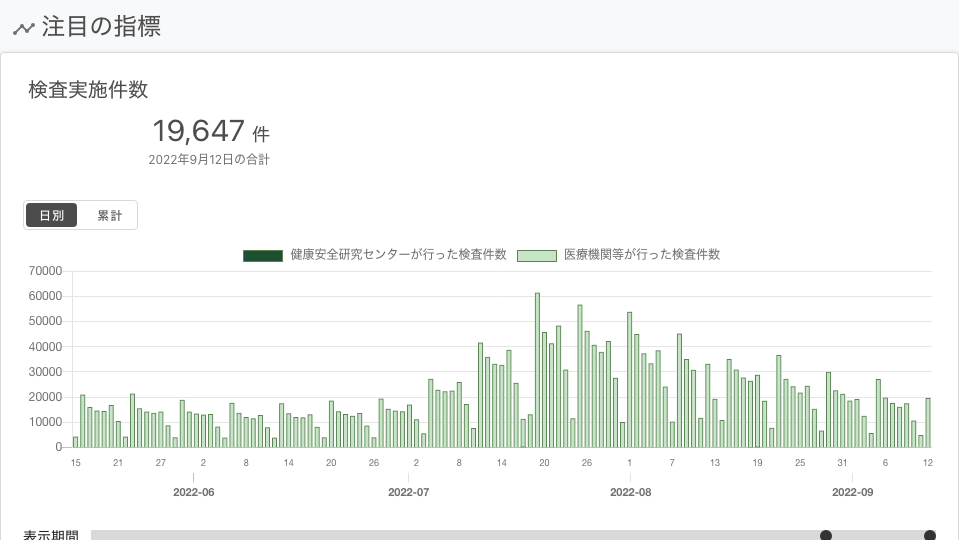 注目の指標
検査実施件数
19,647 件
2022年9月12日の合計
日別 累計
健康安全研究センターが行った検査件数 医療機関等が行った検査件数
70000
60000
50000
40000
30000
20000
10000
0
15 21 27 2 8 14 20 26 2 8 14 20 26 1 7 13 19 25 31 6 12
2022-06 2022-07 2022-08 2022-09
表示期間